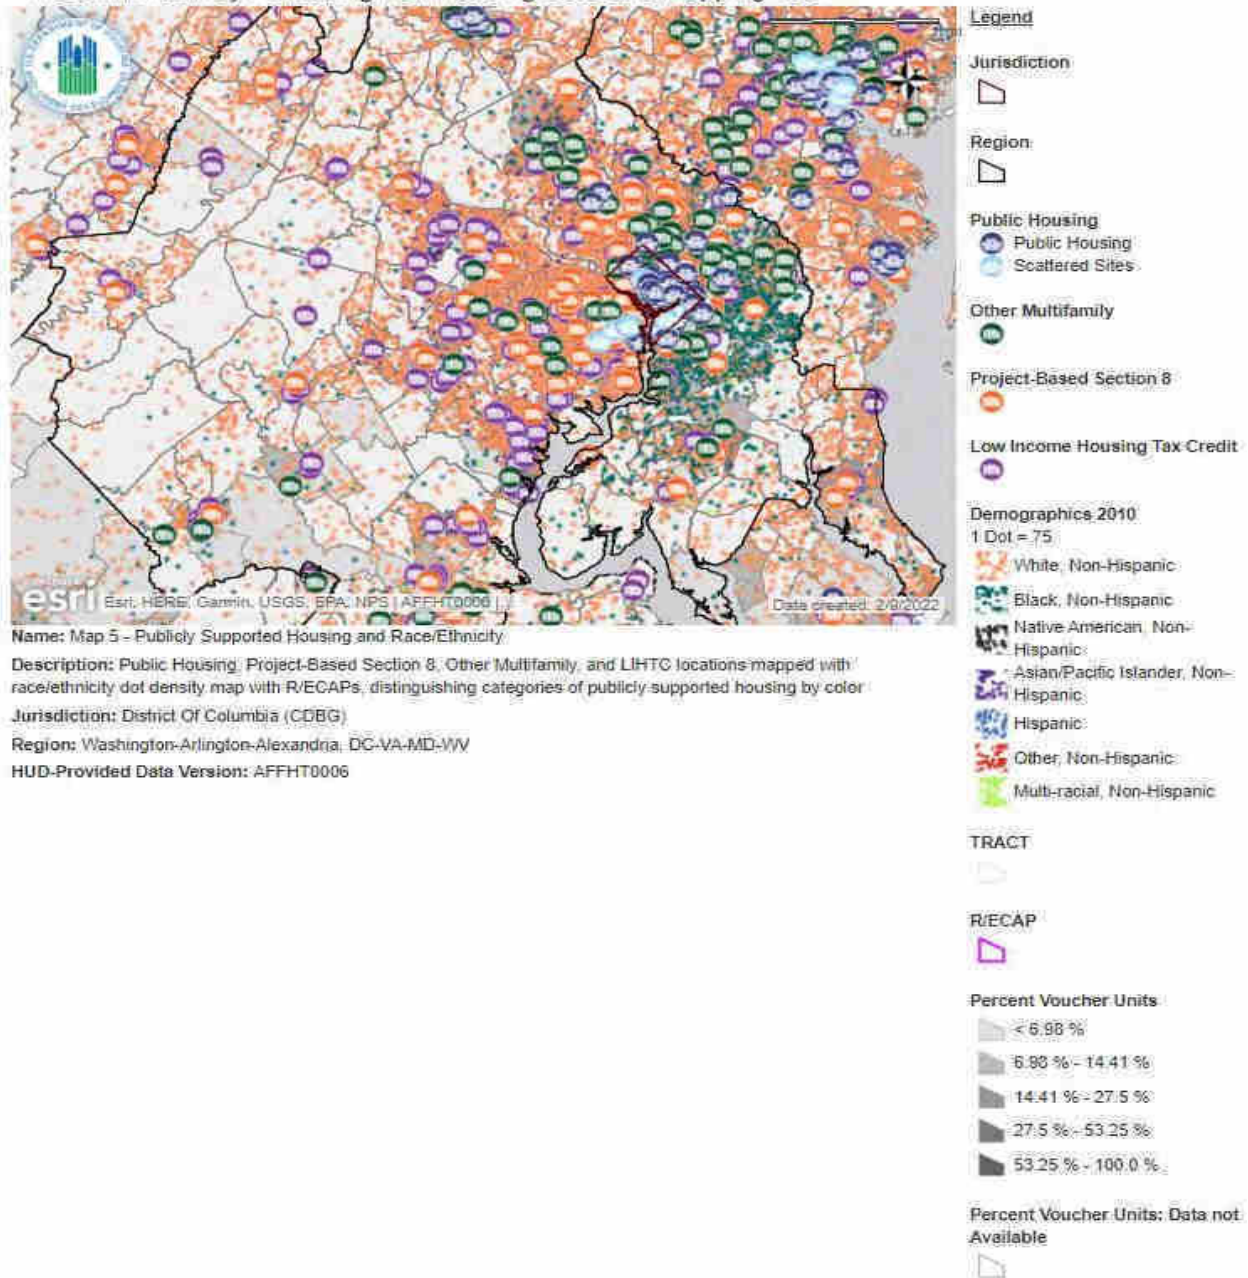 Legend
Jurisdiction
Region
Public Housing
Public Housing
Scattered Sites
Other Multifamily
Project-Based Section 8
Low Income Housing Tax Credit
Demographics 2010
1 Dot = 75
White, Non-Hispanic
Black, Non-Hispanic
Native American, Non-
Hispanic
Asian/Pacific Islander, Non-
Hispanic
Hispanic
Other, Non-Hispanic
Multi-racial, Non-Hispanic
TRACT
R/ECAP
Percent Voucher Units
< 6.98 %
6.98 % - 14.41 %
14.41 % - 27.5 %
27.5 % - 53.25 %
53.25 % - 100.0 %
Percent Voucher Units: Data not
Available
esri
Esri, HERE, Garmin, USGS, EPA, NPS | AFFHT0006 |
Date created: 2/9/2022
Name: Map 5 - Publicly Supported Housing and Race/Ethnicity
Description: Public Housing, Project-Based Section 8, Other Multifamily, and LIHTC locations mapped with
race/ethnicity dot density map with R/ECAPs, distinguishing categories of publicly supported housing by color
Jurisdiction: District Of Columbia (CDBG)
Region: Washington-Arlington-Alexandria, DC-VA-MD-WV
HUD-Provided Data Version: AFFHT0006